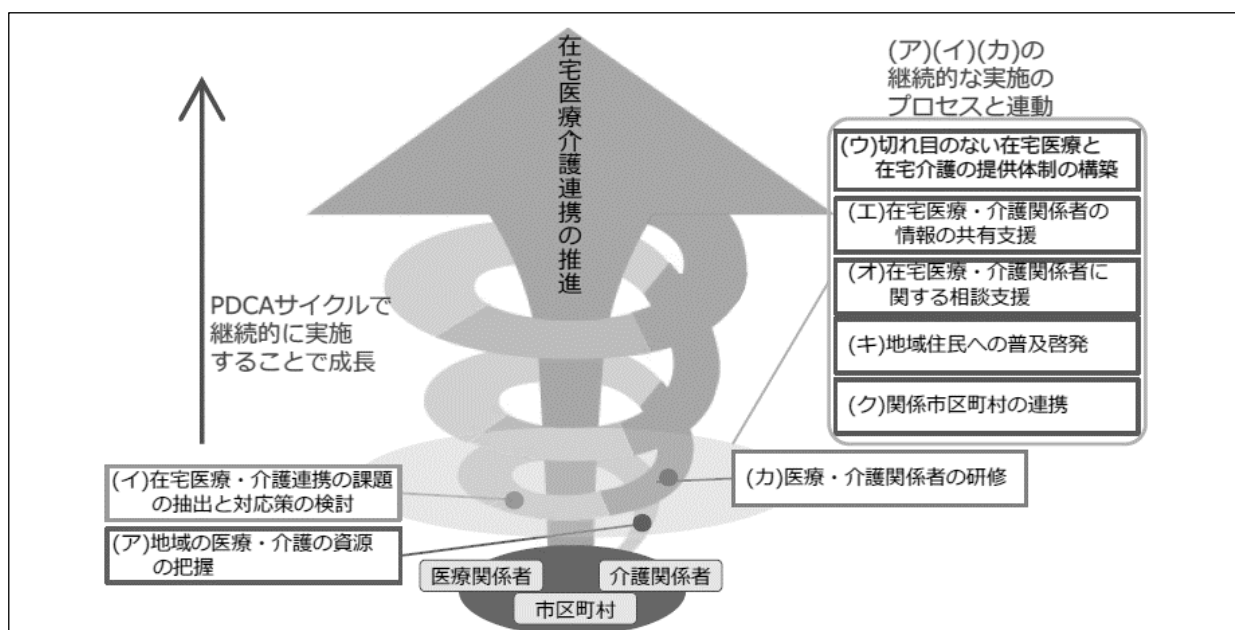 在宅医療介護連携の推進
(ア)(イ)(カ)の
継続的な実施の
プロセスと連動
(ウ)切れ目のない在宅医療と
在宅介護の提供体制の構築
(エ)在宅医療・介護関係者の
情報の共有支援
(オ)在宅医療・介護関係者に
関する相談支援
(キ)地域住民への普及啓発
(ク)関係市区町村の連携
PDCAサイクルで
継続的に実施
することで成長
(イ)在宅医療・介護連携の課題
の抽出と対応策の検討
(カ)医療・介護関係者の研修
(ア)地域の医療・介護の資源
の把握
医療関係者
介護関係者
市区町村